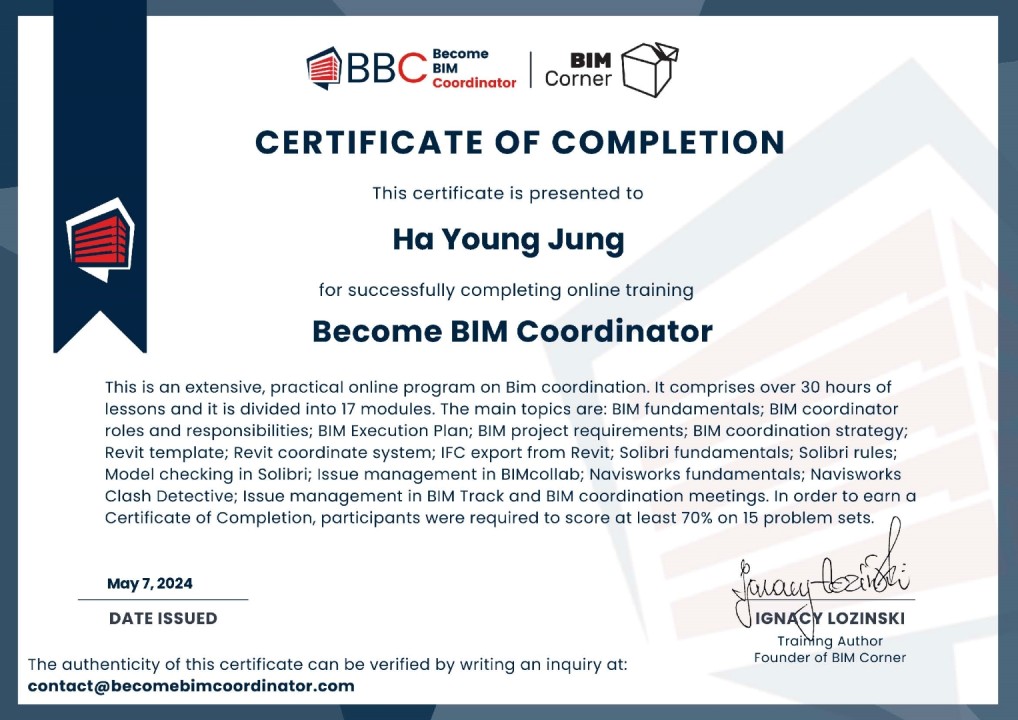 BBC Become
BIM
Coordinator
BIM
Corner
CERTIFICATE OF COMPLETION
This certificate is presented to
Ha Young Jung
for successfully completing online training
Become BIM Coordinator
This is an extensive, practical online program on Bim coordination. It comprises over 30 hours of
lessons and it is divided into 17 modules. The main topics are: BIM fundamentals; BIM coordinator
roles and responsibilities; BIM Execution Plan; BIM project requirements; BIM coordination strategy;
Revit template; Revit coordinate system; IFC export from Revit; Solibri fundamentals; Solibri rules;
Model checking in Solibri; Issue management in BIMcollab; Navisworks fundamentals; Navisworks
Clash Detective; Issue management in BIM Track and BIM coordination meetings. In order to earn a
Certificate of Completion, participants were required to score at least 70% on 15 problem sets.
Ignacy Łoziński
May 7, 2024
DATE ISSUED
IGNACY LOZINSKI
Training Author
Founder of BIM Corner
The authenticity of this certificate can be verified by writing an inquiry at:
contact@becomebimcoordinator.com